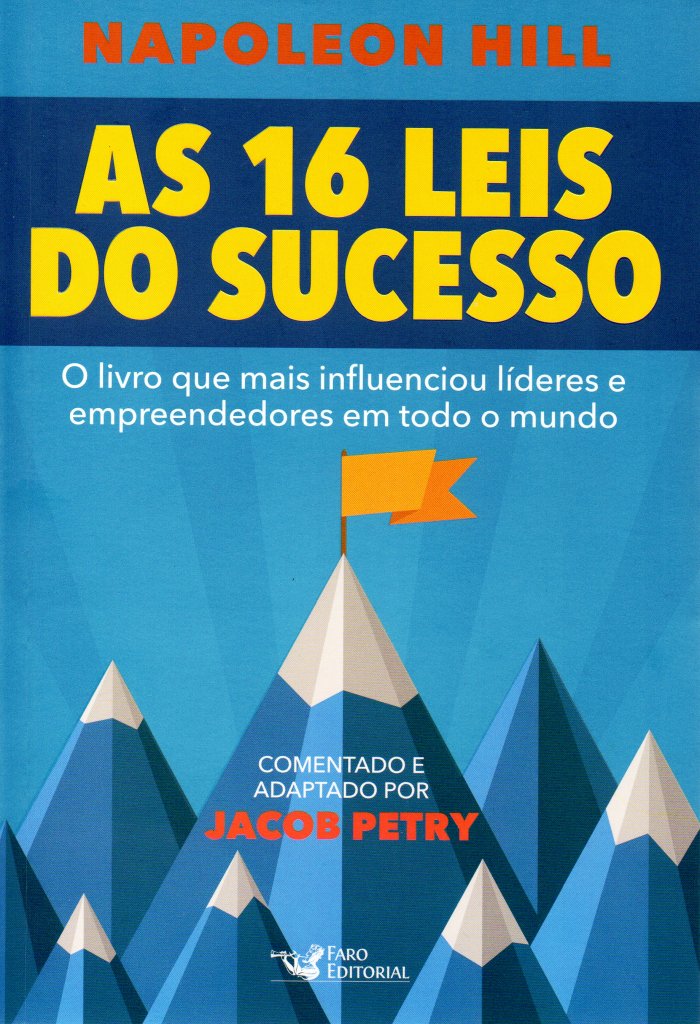 NAPOLEON HILL
AS 16 LEIS
DO SUCESSO
O livro que mais influenciou líderes e
empreendedores em todo o mundo
COMENTADO E
ADAPTADO POR
JACOB PETRY
FARO
EDITORIAL